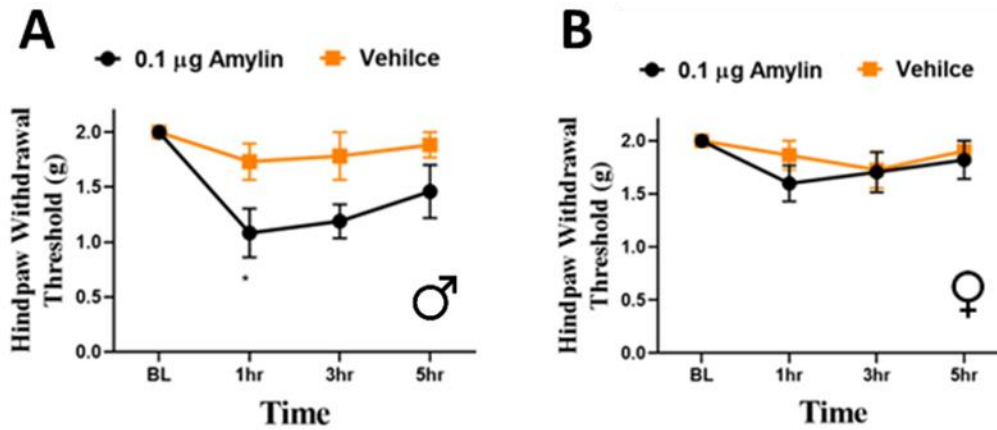 A
0.1 μg Amylin Vehilce
Hindpaw Withdrawal
Threshold (g)
2.0
1.5
1.0
0.5
0.0
*
♂
BL 1hr 3hr 5hr
Time
B
0.1 μg Amylin Vehilce
Hindpaw Withdrawal
Threshold (g)
2.0
1.5
1.0
0.5
0.0
♀
BL 1hr 3hr 5hr
Time